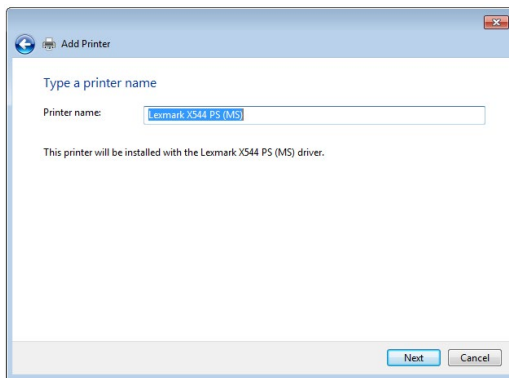 Add Printer
Type a printer name
Printer name: Lexmark X544 PS (MS)
This printer will be installed with the Lexmark X544 PS (MS) driver.
Next Cancel